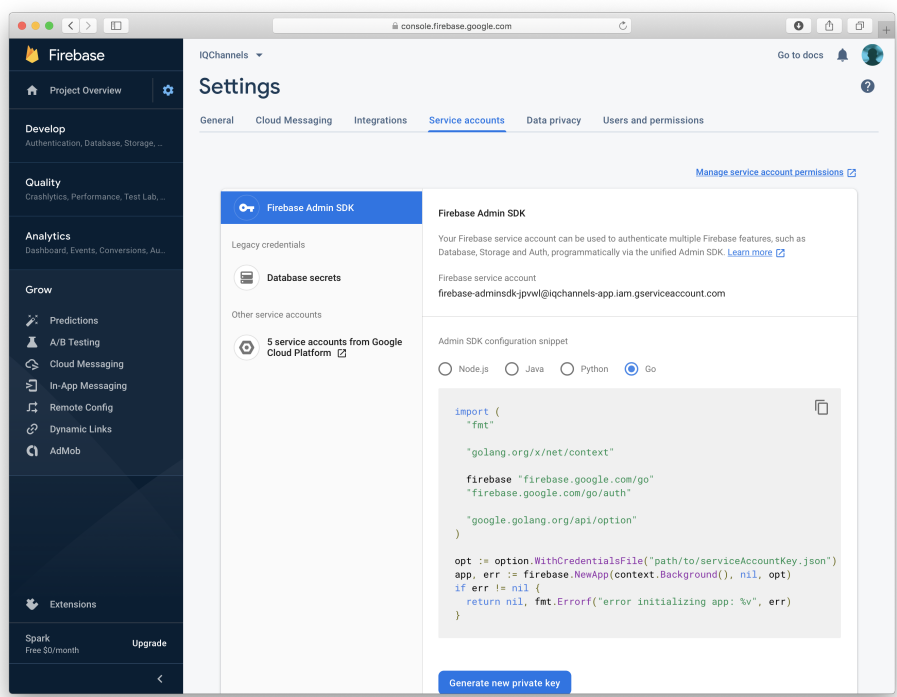 console.firebase.google.com
Firebase
Project Overview
Develop
Authentication, Database, Storage, ...
Quality
Crashlytics, Performance, Test Lab, ...
Analytics
Dashboard, Events, Conversions, Au...
Grow
Predictions
A/B Testing
Cloud Messaging
In-App Messaging
Remote Config
Dynamic Links
AdMob
Extensions
Spark
Free $0/month
Upgrade
IQChannels
Go to docs
Settings
General Cloud Messaging Integrations Service accounts Data privacy Users and permissions
Manage service account permissions
Firebase Admin SDK
Legacy credentials
Database secrets
Other service accounts
5 service accounts from Google
Cloud Platform
Firebase Admin SDK
Your Firebase service account can be used to authenticate multiple Firebase features, such as
Database, Storage and Auth, programmatically via the unified Admin SDK. Learn more
Firebase service account
firebase-adminsdk-jpvwl@iqchannels-app.iam.gserviceaccount.com
Admin SDK configuration snippet
Node.js Java Python Go
import (
"fmt"
"golang.org/x/net/context"
firebase "firebase.google.com/go"
"firebase.google.com/go/auth"
"google.golang.org/api/option"
)
opt := option.WithCredentialsFile("path/to/serviceAccountKey.json")
app, err := firebase.NewApp(context.Background(), nil, opt)
if err != nil {
return nil, fmt.Errorf("error initializing app: %v", err)
}
Generate new private key